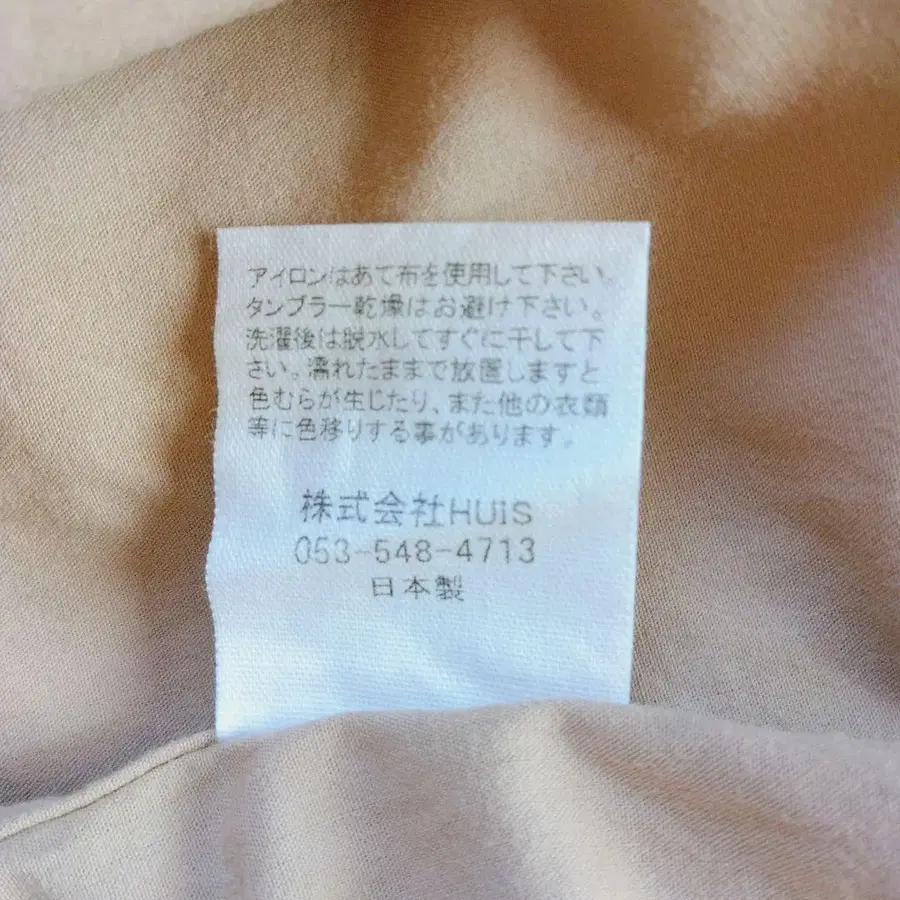 アイロンはあて布を使用して下さい。
タンブラー乾燥はお避け下さい。
洗濯後は脱水してすぐに干して下
さい。濡れたままで放置しますと
色むらが生じたり、また他の衣類
等に色移りする事があります。
株式会社HUIS
053-548-4713
日本製